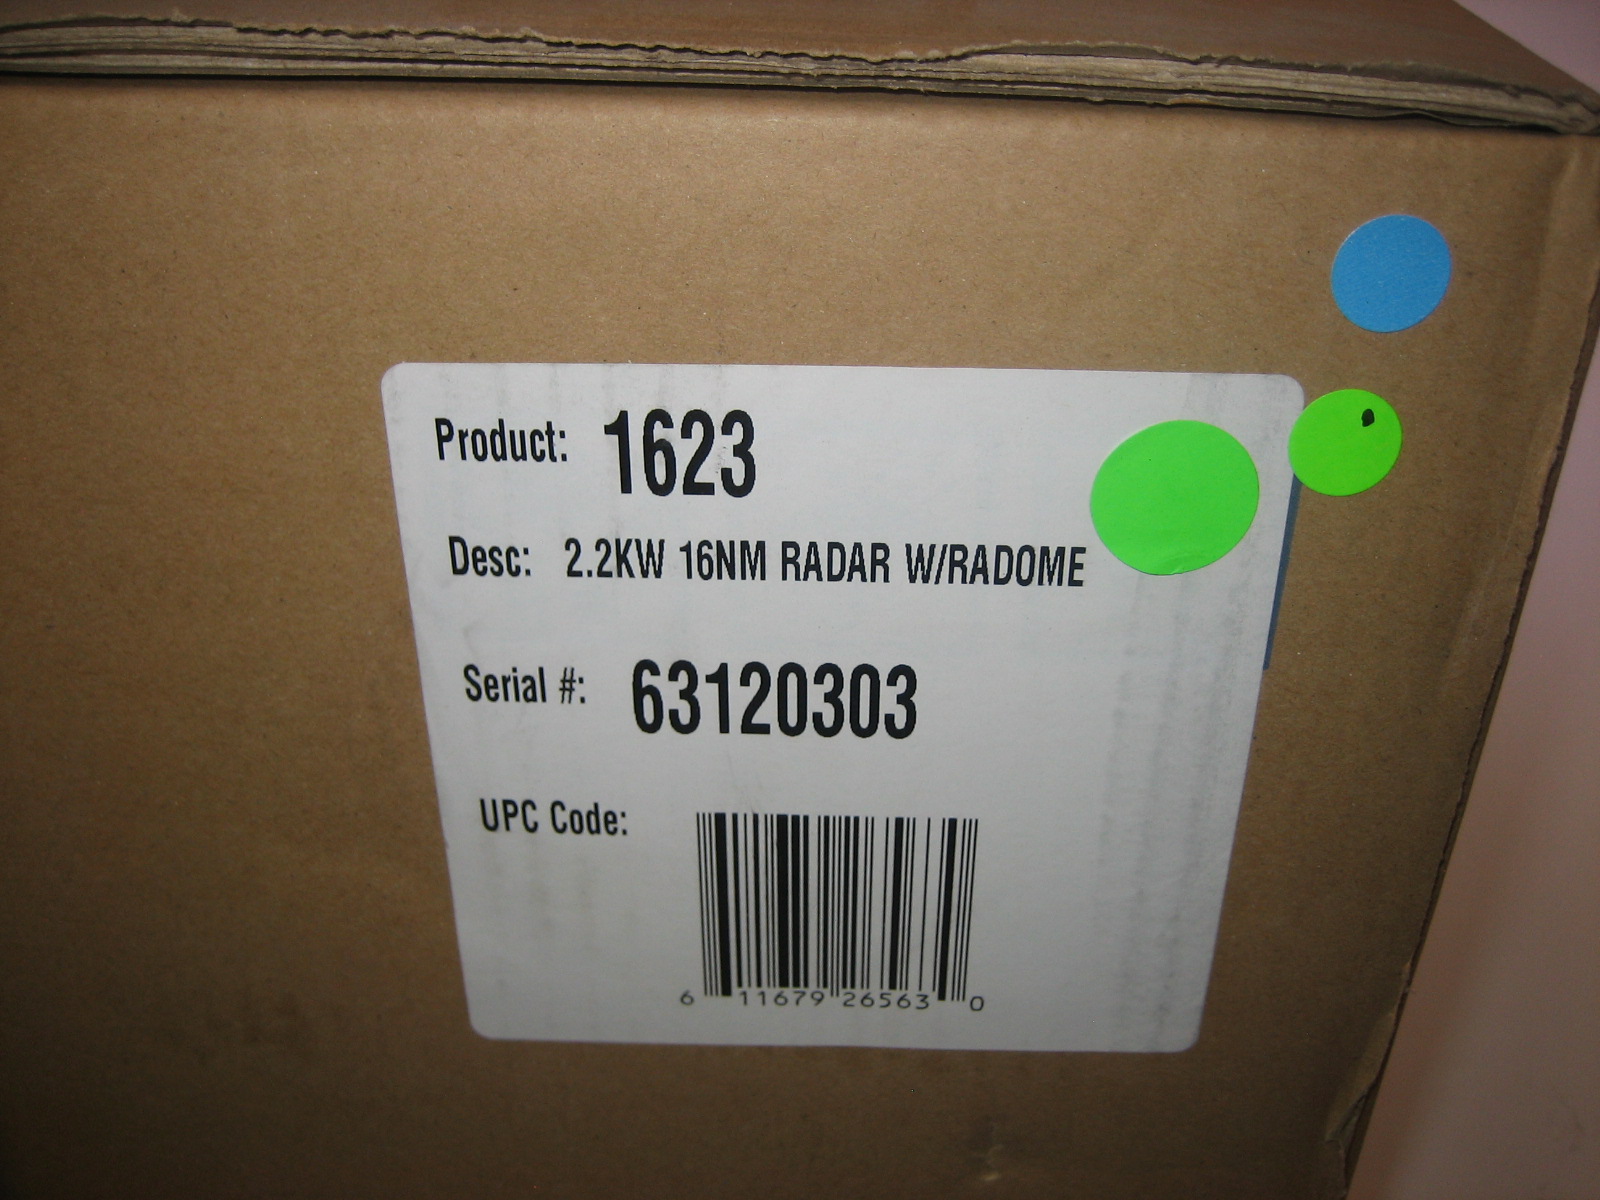 Product: 1623
Desc: 2.2KW 16NM RADAR W/RADOME
Serial #: 63120303
UPC Code:
6 11679 26563 0